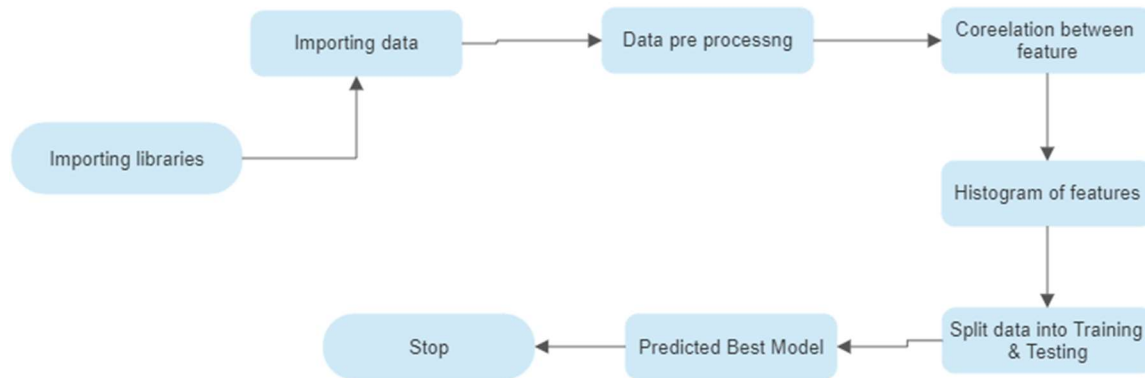 Importing libraries
Importing data
Data pre processng
Coreelation between
feature
Histogram of features
Split data into Training
& Testing
Predicted Best Model
Stop